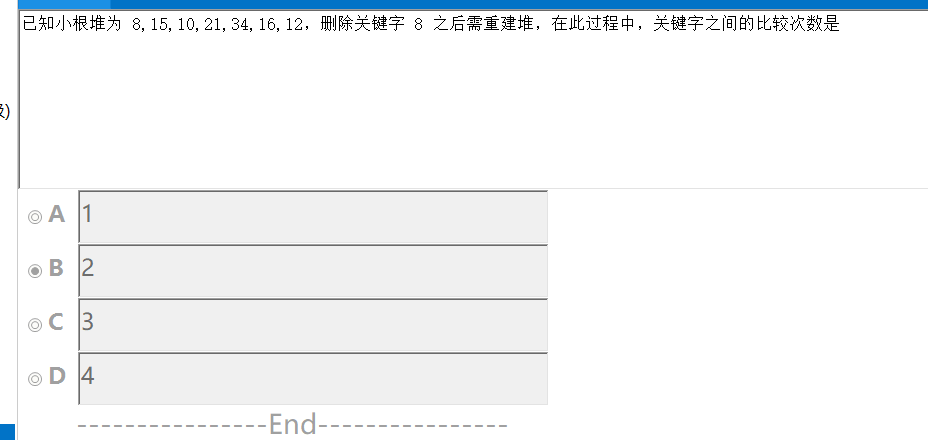 已知小根堆为 8,15,10,21,34,16,12，删除关键字 8 之后需重建堆，在此过程中，关键字之间的比较次数是
级)
A 1
B 2
C 3
D 4
----------------End----------------